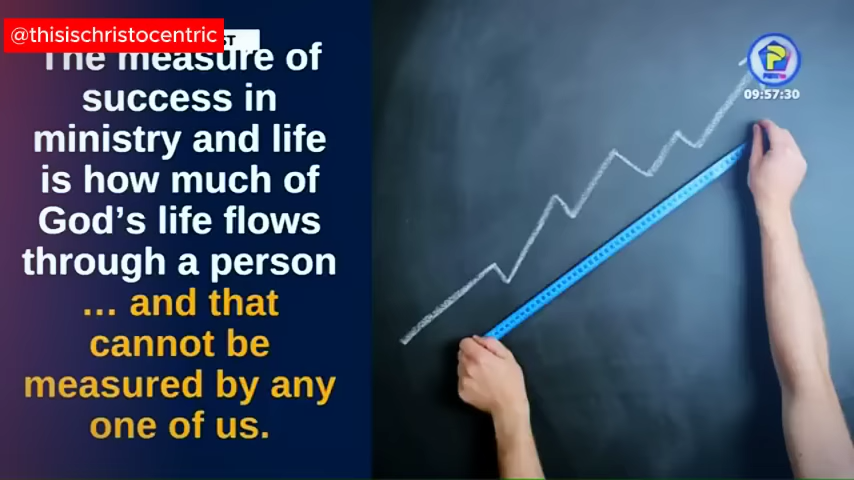 @thisischristocentric
ST
The measure of
success in
ministry and life
is how much of
God's life flows
through a person
... and that
cannot be
measured by any
one of us.
09:57:30